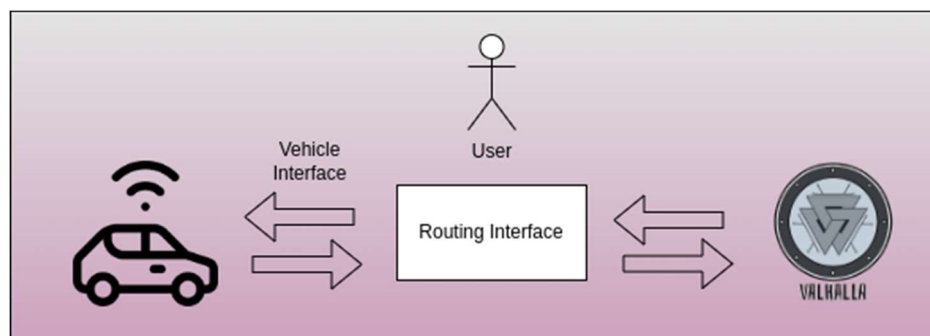 Vehicle
Interface
User
Routing Interface
VALHALLA